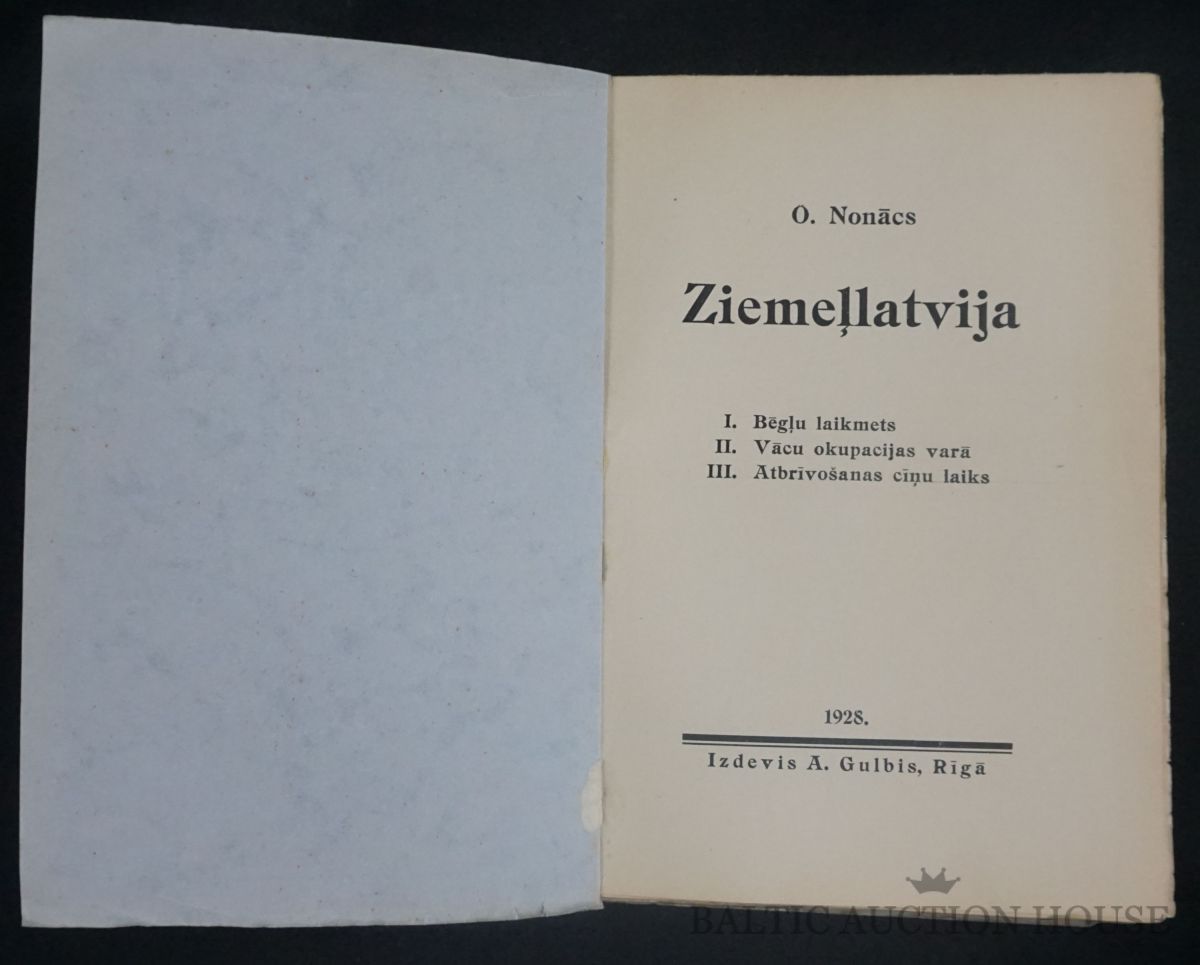 O. Nonācs
Ziemeļlatvija
I. Bēgļu laikmets
II. Vācu okupacijas varā
III. Atbrīvošanas cīņu laiks
1928.
Izdevis A. Gulbis, Rīgā
BALTIC AUCTION HOUSE